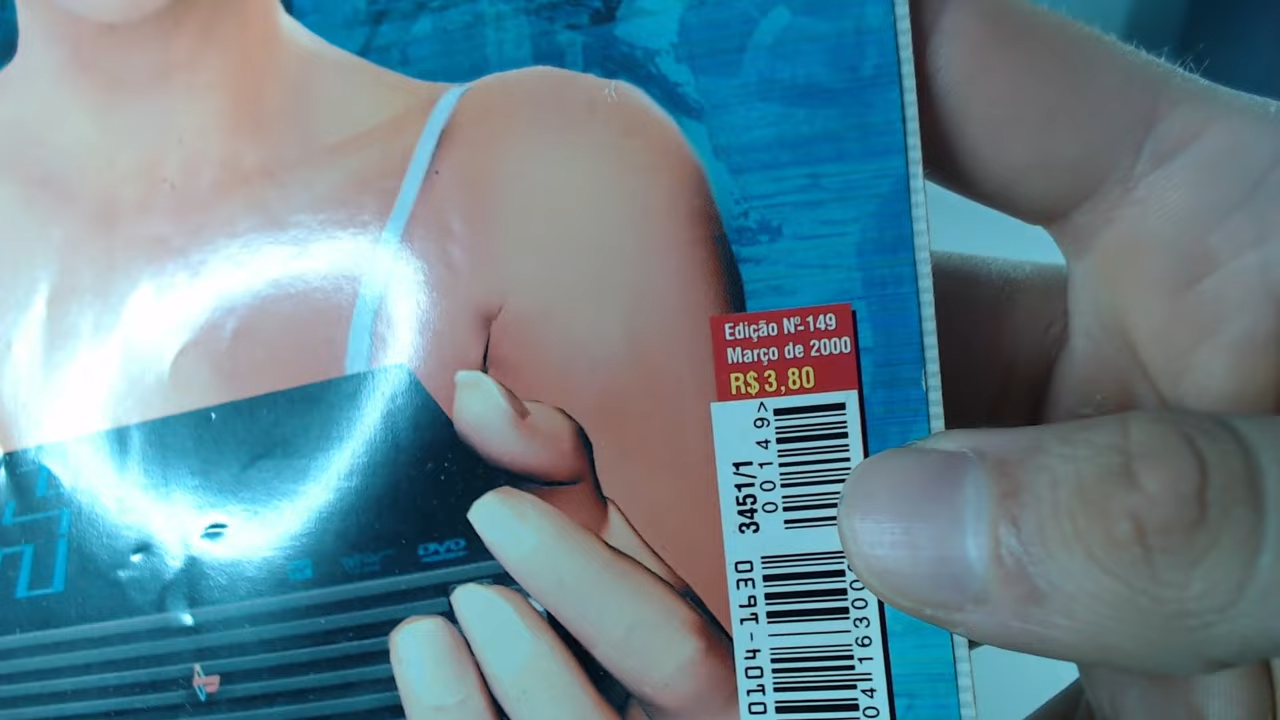 Edição Nº 149
Março de 2000
R$3,80
00149>
3451/1
0104-1630
DVD